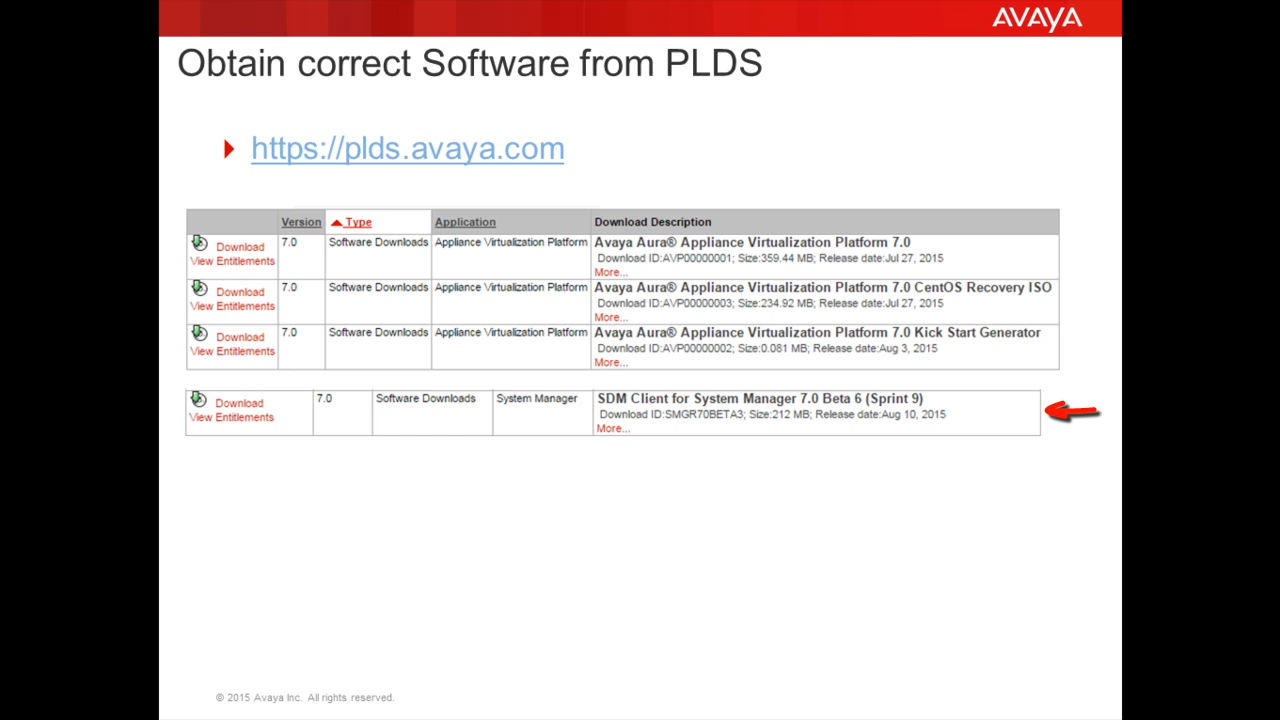 AVAYA
Obtain correct Software from PLDS
https://plds.avaya.com
Version Type Application Download Description
Download View Entitlements 7.0 Software Downloads Appliance Virtualization Platform Avaya Aura® Appliance Virtualization Platform 7.0
Download ID:AVP00000001; Size:359.44 MB; Release date:Jul 27, 2015
More...
Download View Entitlements 7.0 Software Downloads Appliance Virtualization Platform Avaya Aura® Appliance Virtualization Platform 7.0 CentOS Recovery ISO
Download ID:AVP00000003; Size:234.92 MB; Release date:Jul 27, 2015
More...
Download View Entitlements 7.0 Software Downloads Appliance Virtualization Platform Avaya Aura® Appliance Virtualization Platform 7.0 Kick Start Generator
Download ID:AVP00000002; Size:0.081 MB; Release date:Aug 3, 2015
More...
Download View Entitlements 7.0 Software Downloads System Manager SDM Client for System Manager 7.0 Beta 6 (Sprint 9)
Download ID:SMGR70BETA3; Size:212 MB; Release date:Aug 10, 2015
More...
© 2015 Avaya Inc. All rights reserved.